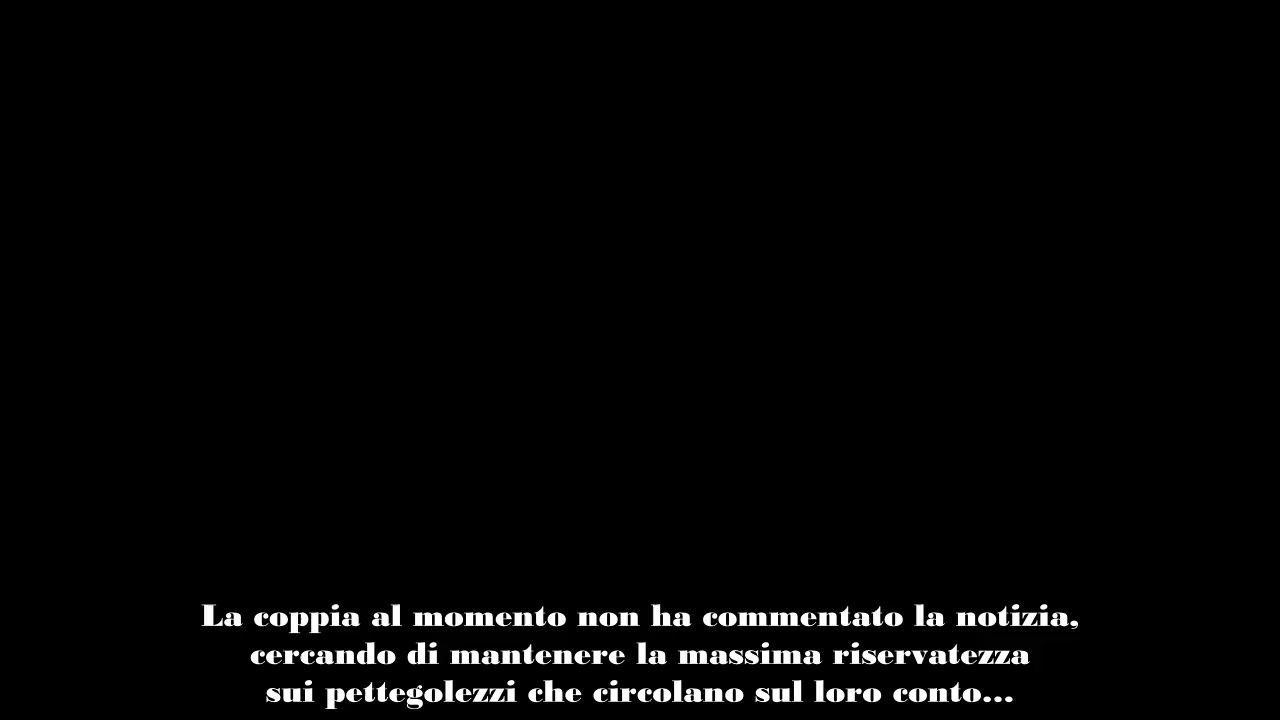 La coppia al momento non ha commentato la notizia,
cercando di mantenere la massima riservatezza
sui pettegolezzi che circolano sul loro conto...